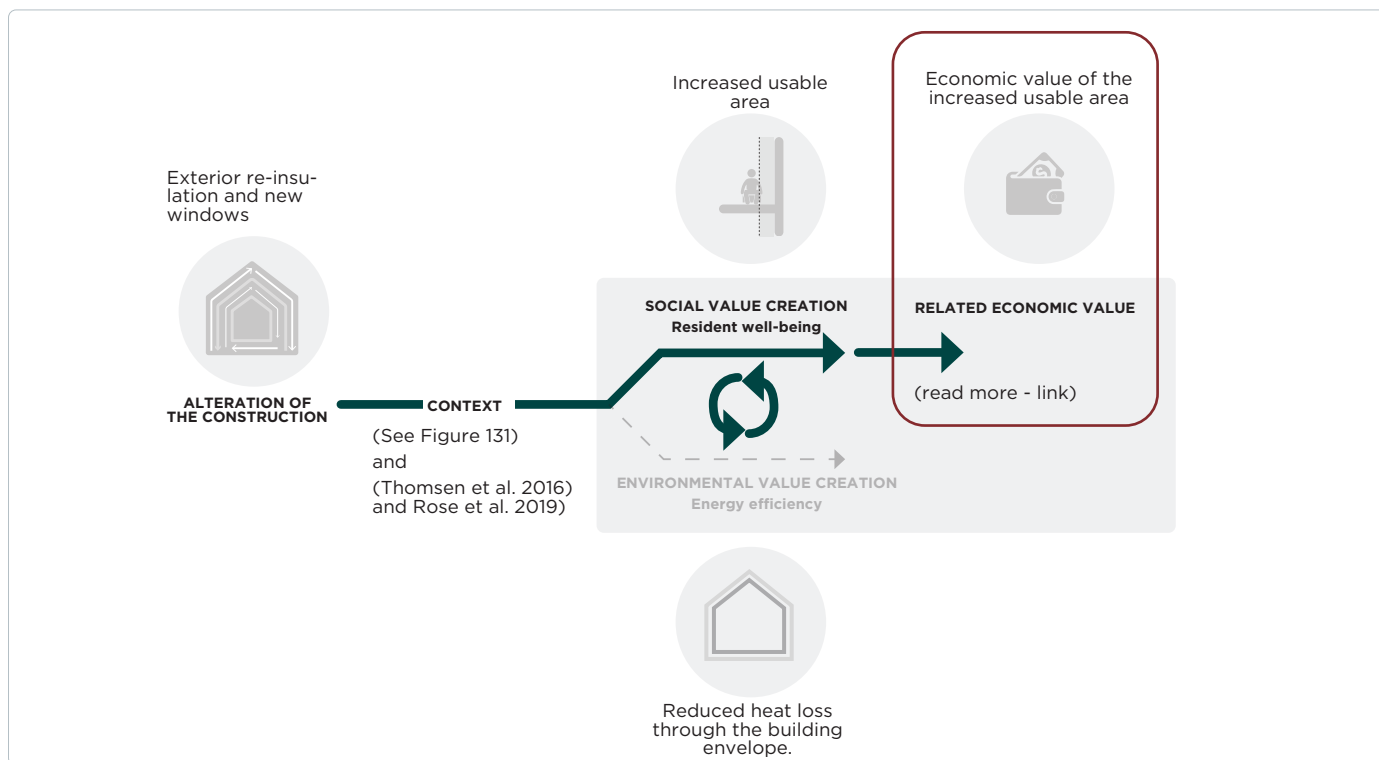 Increased usable
area
Economic value of the
increased usable area
Exterior re-insu-
lation and new
windows
SOCIAL VALUE CREATION
Resident well-being
RELATED ECONOMIC VALUE
(read more - link)
ALTERATION OF
THE CONSTRUCTION
CONTEXT
(See Figure 131)
and
(Thomsen et al. 2016)
and Rose et al. 2019)
ENVIRONMENTAL VALUE CREATION
Energy efficiency
Reduced heat loss
through the building
envelope.